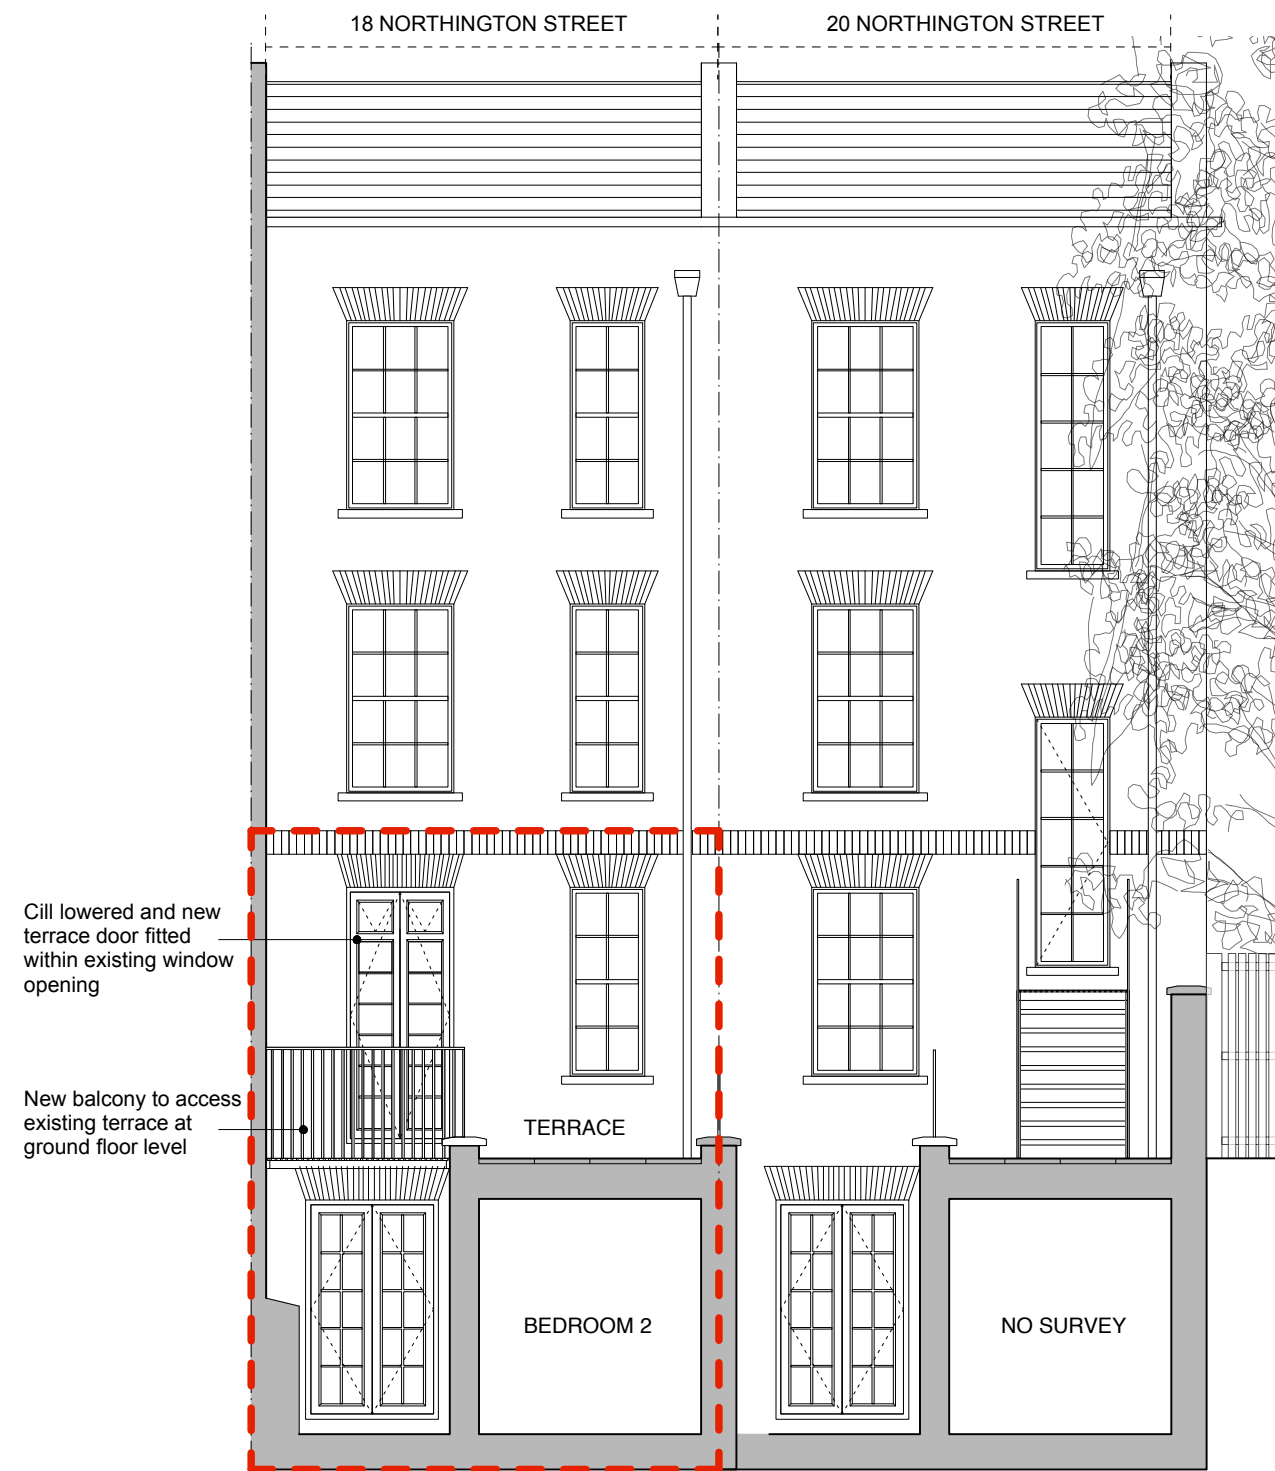 18 NORTHINGTON STREET
20 NORTHINGTON STREET
Cill lowered and new
terrace door fitted
within existing window
opening
New balcony to access
existing terrace at
ground floor level
TERRACE
BEDROOM 2
NO SURVEY